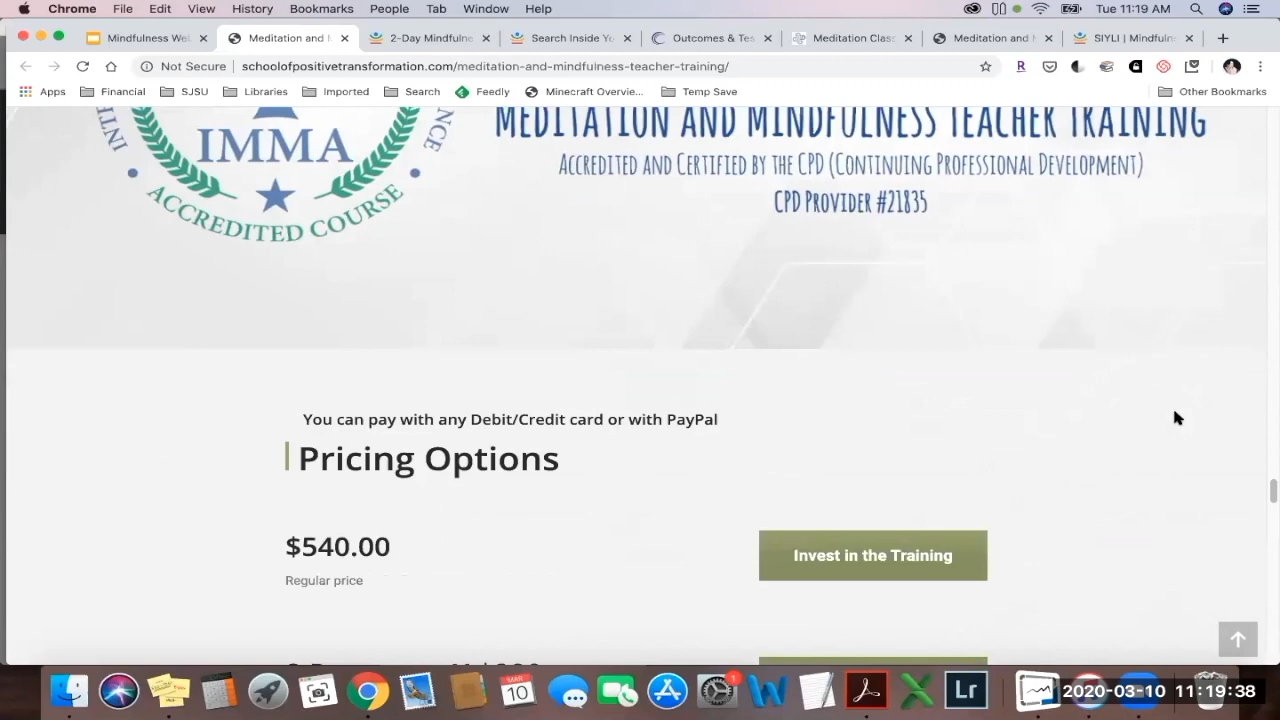 Chrome File Edit View History Bookmarks People Tab Window Help Tue 11:19 AM
Mindfulness Wel Meditation and 2-Day Mindfulne Search Inside Yo Outcomes & Tes Meditation Clas Meditation and SIYLI | Mindfuln
Not Secure schoolofpositivetransformation.com/meditation-and-mindfulness-teacher-training/
Apps Financial SJSU Libraries Imported Search Feedly Minecraft Overvie... Temp Save Other Bookmarks
IMMA
ACCREDITED COURSE
MEDITATION AND MINDFULNESS TEACHER TRAINING
ACCREDITED AND CERTIFIED BY THE CPD (CONTINUING PROFESSIONAL DEVELOPMENT)
CPD PROVIDER #21835
You can pay with any Debit/Credit card or with PayPal
Pricing Options
$540.00
Invest in the Training
Regular price
MAR
10
1
Lr
2020-03-10 11:19:38